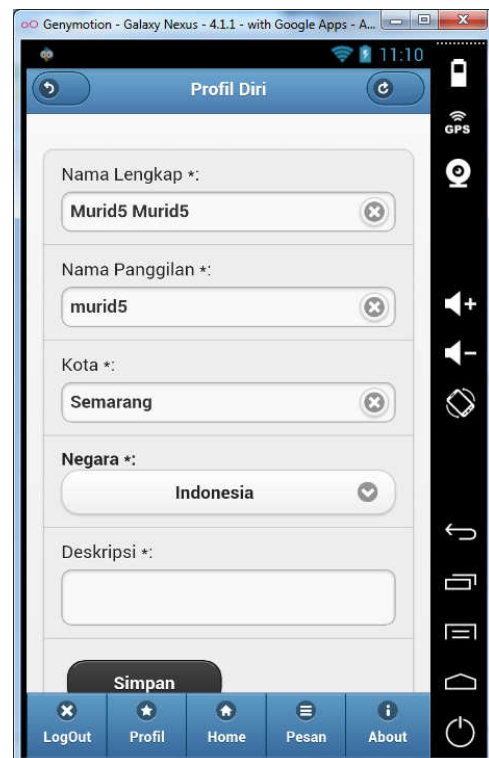 Genymotion - Galaxy Nexus - 4.1.1 - with Google Apps - A...
11:10
Profil Diri
GPS
Nama Lengkap *:
Murid5 Murid5
Nama Panggilan *:
murid5
Kota *:
Semarang
Negara *:
Indonesia
Deskripsi *:
Simpan
LogOut Profil Home Pesan About